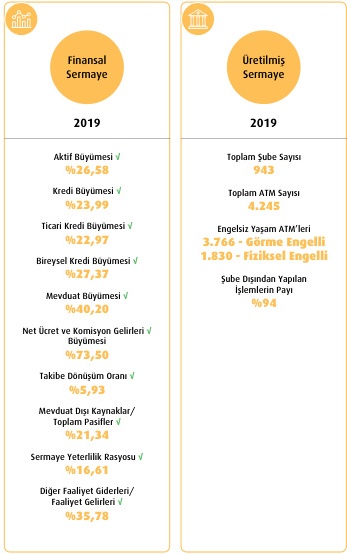 Finansal
Sermaye
2019
Aktif Büyümesi √
%26,58
Kredi Büyümesi √
%23,99
Ticari Kredi Büyümesi √
%22,97
Bireysel Kredi Büyümesi √
%27,37
Mevduat Büyümesi √
%40,20
Net Ücret ve Komisyon Gelirleri √
Büyümesi
%73,50
Takibe Dönüşüm Oranı √
%5,93
Mevduat Dışı Kaynaklar/
Toplam Pasifler √
%21,34
Sermaye Yeterlilik Rasyosu √
%16,61
Diğer Faaliyet Giderleri/
Faaliyet Gelirleri √
%35,78
Üretilmiş
Sermaye
2019
Toplam Şube Sayısı
943
Toplam ATM Sayısı
4.245
Engelsiz Yaşam ATM'leri
3.766 - Görme Engelli
1.830 - Fiziksel Engelli
Şube Dışından Yapılan
İşlemlerin Payı
%94